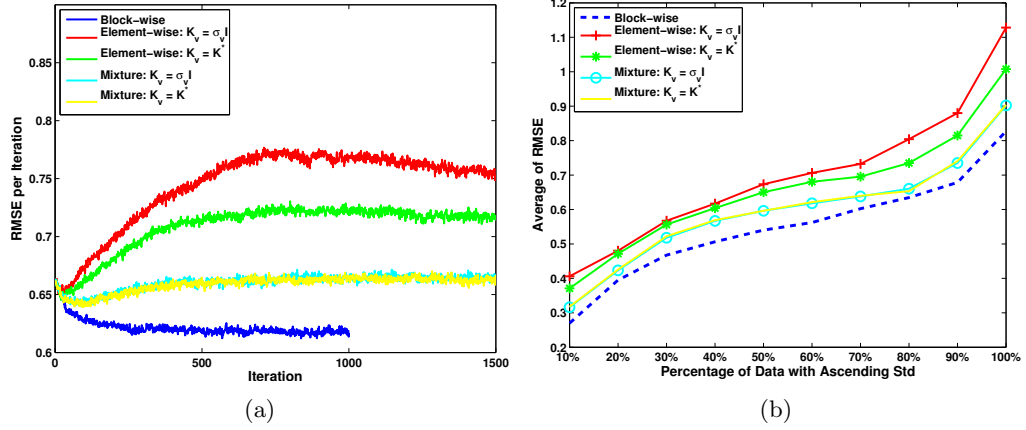 Block−wise
Element−wise: K_v = σ_v I
Element−wise: K_v = K^*
Mixture: K_v = σ_v I
Mixture: K_v = K^*
RMSE per Iteration
0.85
0.8
0.75
0.7
0.65
0.6
0 500 1000 1500
Iteration
(a)
Block−wise
Element−wise: K_v = σ_v I
Element−wise: K_v = K^*
Mixture: K_v = σ_v I
Mixture: K_v = K^*
Average of RMSE
1.2
1.1
1
0.9
0.8
0.7
0.6
0.5
0.4
0.3
0.2
10% 20% 30% 40% 50% 60% 70% 80% 90% 100%
Percentage of Data with Ascending Std
(b)